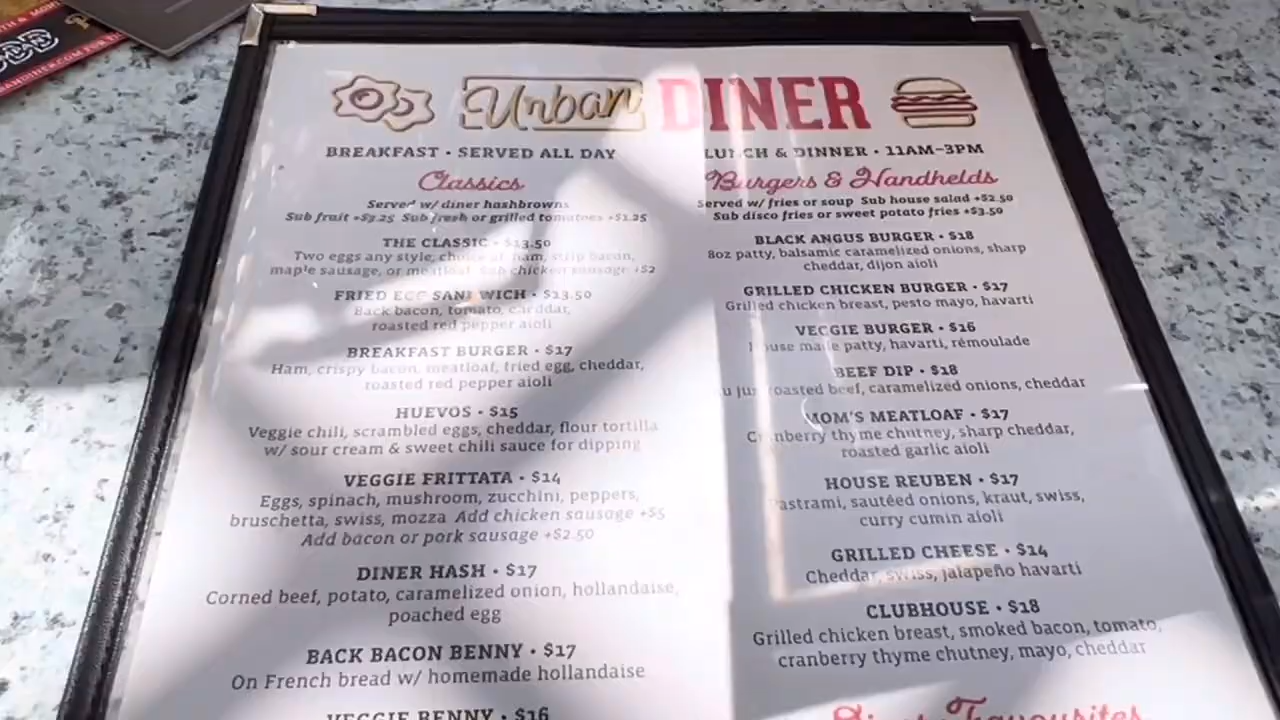 Urban DINER
BREAKFAST • SERVED ALL DAY
Classics
Served w/ diner hashbrowns
Sub fruit +$3.25 Sub fresh or grilled tomatoes +$1.25
THE CLASSIC • $13.50
Two eggs any style, choice of ham, strip bacon,
maple sausage, or meatloaf Sub chicken sausage +$2
FRIED EGG SANDWICH • $13.50
Back bacon, tomato, cheddar,
roasted red pepper aioli
BREAKFAST BURGER • $17
Ham, crispy bacon, meatloaf, fried egg, cheddar,
roasted red pepper aioli
HUEVOS • $15
Veggie chili, scrambled eggs, cheddar, flour tortilla
w/ sour cream & sweet chili sauce for dipping
VEGGIE FRITTATA • $14
Eggs, spinach, mushroom, zucchini, peppers,
bruschetta, swiss, mozza Add chicken sausage +$5
Add bacon or pork sausage +$2.50
DINER HASH • $17
Corned beef, potato, caramelized onion, hollandaise,
poached egg
BACK BACON BENNY • $17
On French bread w/ homemade hollandaise
VEGGIE BENNY • $16
LUNCH & DINNER • 11AM–3PM
Burgers & Handhelds
Served w/ fries or soup Sub house salad +$2.50
Sub disco fries or sweet potato fries +$3.50
BLACK ANGUS BURGER • $18
8oz patty, balsamic caramelized onions, sharp
cheddar, dijon aioli
GRILLED CHICKEN BURGER • $17
Grilled chicken breast, pesto mayo, havarti
VEGGIE BURGER • $16
House made patty, havarti, rémoulade
BEEF DIP • $18
jus roasted beef, caramelized onions, cheddar
MOM'S MEATLOAF • $17
Cranberry thyme chutney, sharp cheddar,
roasted garlic aioli
HOUSE REUBEN • $17
Pastrami, sautéed onions, kraut, swiss,
curry cumin aioli
GRILLED CHEESE • $14
Cheddar, swiss, jalapeño havarti
CLUBHOUSE • $18
Grilled chicken breast, smoked bacon, tomato,
cranberry thyme chutney, mayo, cheddar
Diner Favourites